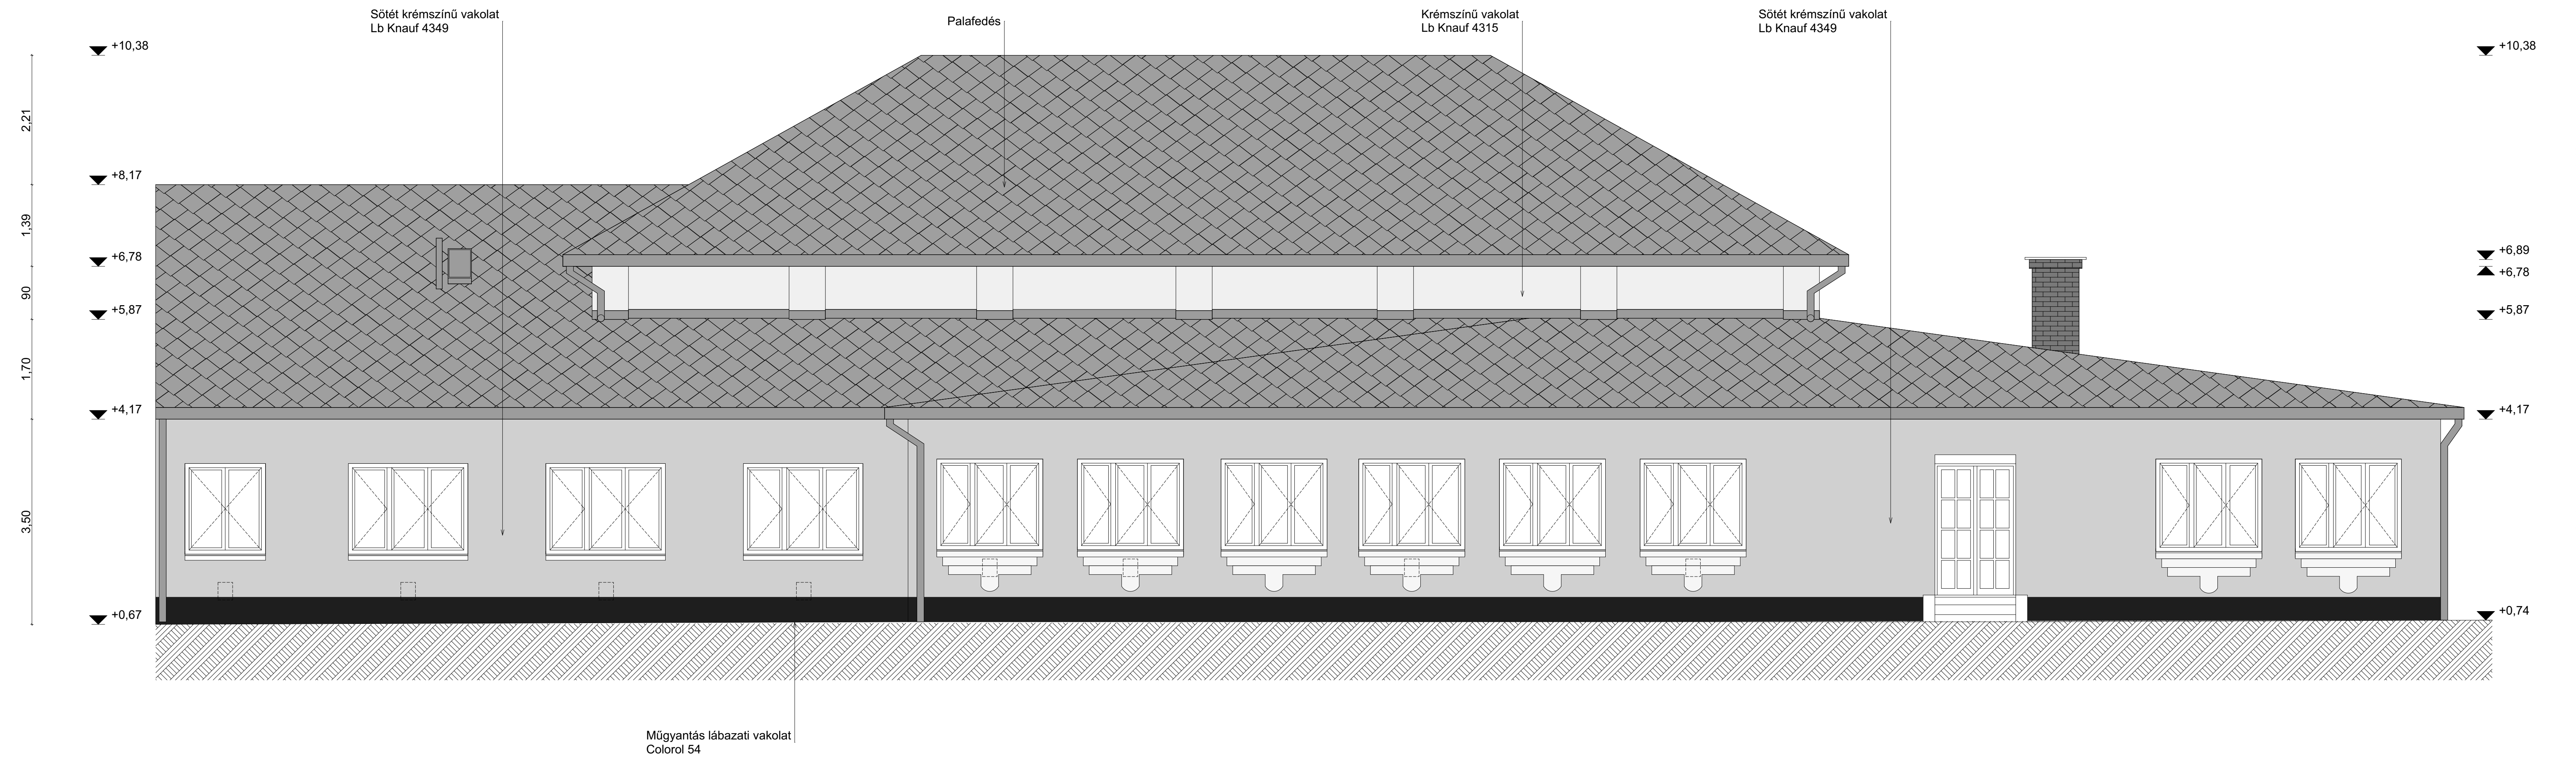 Sötét krémszínű vakolat
Lb Knauf 4349
Palafedés
Krémszínű vakolat
Lb Knauf 4315
Sötét krémszínű vakolat
Lb Knauf 4349
+10,38
+8,17
+6,78
+5,87
+4,17
+0,67
2,21
1,39
90
1,70
3,50
+10,38
+6,89
+6,78
+5,87
+4,17
+0,74
Műgyantás lábazati vakolat
Colorol 54